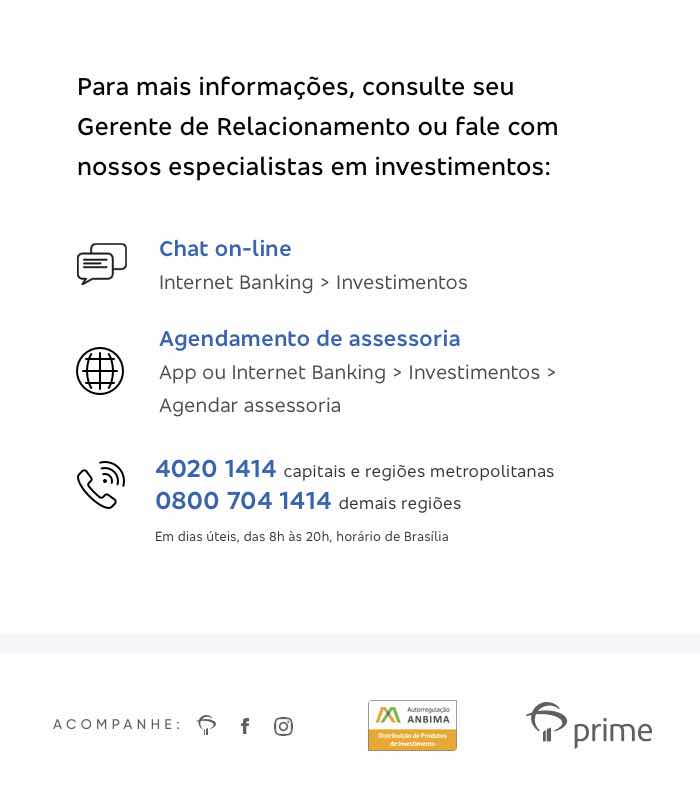 Para mais informações, consulte seu
Gerente de Relacionamento ou fale com
nossos especialistas em investimentos:
Chat on-line
Internet Banking > Investimentos
Agendamento de assessoria
App ou Internet Banking > Investimentos >
Agendar assessoria
4020 1414 capitais e regiões metropolitanas
0800 704 1414 demais regiões
Em dias úteis, das 8h às 20h, horário de Brasília
ACOMPANHE:
Autorregulação
ANBIMA
Distribuição de Produtos
de Investimento
prime